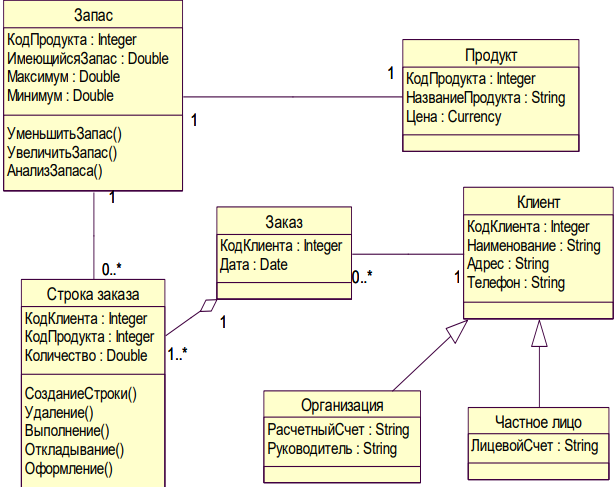 Запас
КодПродукта : Integer
ИмеющийсяЗапас : Double
Максимум : Double
Минимум : Double
УменьшитьЗапас()
УвеличитьЗапас()
АнализЗапаса()
1
1
Продукт
КодПродукта : Integer
НазваниеПродукта : String
Цена : Currency
1
0..*
Заказ
КодКлиента : Integer
Дата : Date
0..*
1
Клиент
КодКлиента : Integer
Наименование : String
Адрес : String
Телефон : String
Строка заказа
КодКлиента : Integer
КодПродукта : Integer
Количество : Double
СозданиеСтроки()
Удаление()
Выполнение()
Откладывание()
Оформление()
1
1..*
Организация
РасчетныйСчет : String
Руководитель : String
Частное лицо
ЛицевойСчет : String